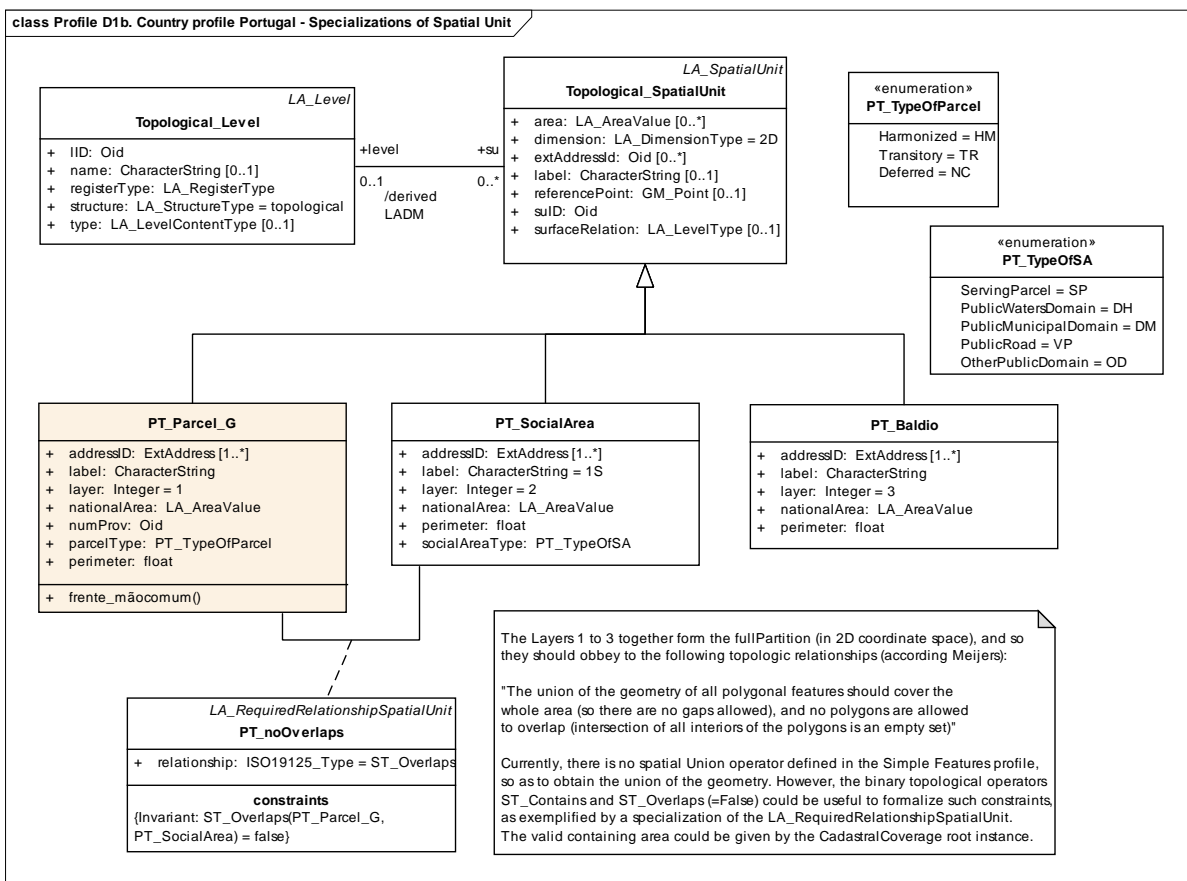 class Profile D1b. Country profile Portugal - Specializations of Spatial Unit
LA_Level
Topological_Level
+ lID: Oid
+ name: CharacterString [0..1]
+ registerType: LA_RegisterType
+ structure: LA_StructureType = topological
+ type: LA_LevelContentType [0..1]
+level
+su
0..1
0..*
/derived
LADM
LA_SpatialUnit
Topological_SpatialUnit
+ area: LA_AreaValue [0..*]
+ dimension: LA_DimensionType = 2D
+ extAddressId: Oid [0..*]
+ label: CharacterString [0..1]
+ referencePoint: GM_Point [0..1]
+ suID: Oid
+ surfaceRelation: LA_LevelType [0..1]
«enumeration»
PT_TypeOfParcel
Harmonized = HM
Transitory = TR
Deferred = NC
«enumeration»
PT_TypeOfSA
ServingParcel = SP
PublicWatersDomain = DH
PublicMunicipalDomain = DM
PublicRoad = VP
OtherPublicDomain = OD
PT_Parcel_G
+ addressID: ExtAddress [1..*]
+ label: CharacterString
+ layer: Integer = 1
+ nationalArea: LA_AreaValue
+ numProv: Oid
+ parcelType: PT_TypeOfParcel
+ perimeter: float
+ frente_mãocomum()
PT_SocialArea
+ addressID: ExtAddress [1..*]
+ label: CharacterString = 1S
+ layer: Integer = 2
+ nationalArea: LA_AreaValue
+ perimeter: float
+ socialAreaType: PT_TypeOfSA
PT_Baldio
+ addressID: ExtAddress [1..*]
+ label: CharacterString
+ layer: Integer = 3
+ nationalArea: LA_AreaValue
+ perimeter: float
LA_RequiredRelationshipSpatialUnit
PT_noOverlaps
+ relationship: ISO19125_Type = ST_Overlaps
constraints
{Invariant: ST_Overlaps(PT_Parcel_G,
PT_SocialArea) = false}
The Layers 1 to 3 together form the fullPartition (in 2D coordinate space), and so
they should obbey to the following topologic relationships (according Meijers):
"The union of the geometry of all polygonal features should cover the
whole area (so there are no gaps allowed), and no polygons are allowed
to overlap (intersection of all interiors of the polygons is an empty set)"
Currently, there is no spatial Union operator defined in the Simple Features profile,
so as to obtain the union of the geometry. However, the binary topological operators
ST_Contains and ST_Overlaps (=False) could be useful to formalize such constraints,
as exemplified by a specialization of the LA_RequiredRelationshipSpatialUnit.
The valid containing area could be given by the CadastralCoverage root instance.